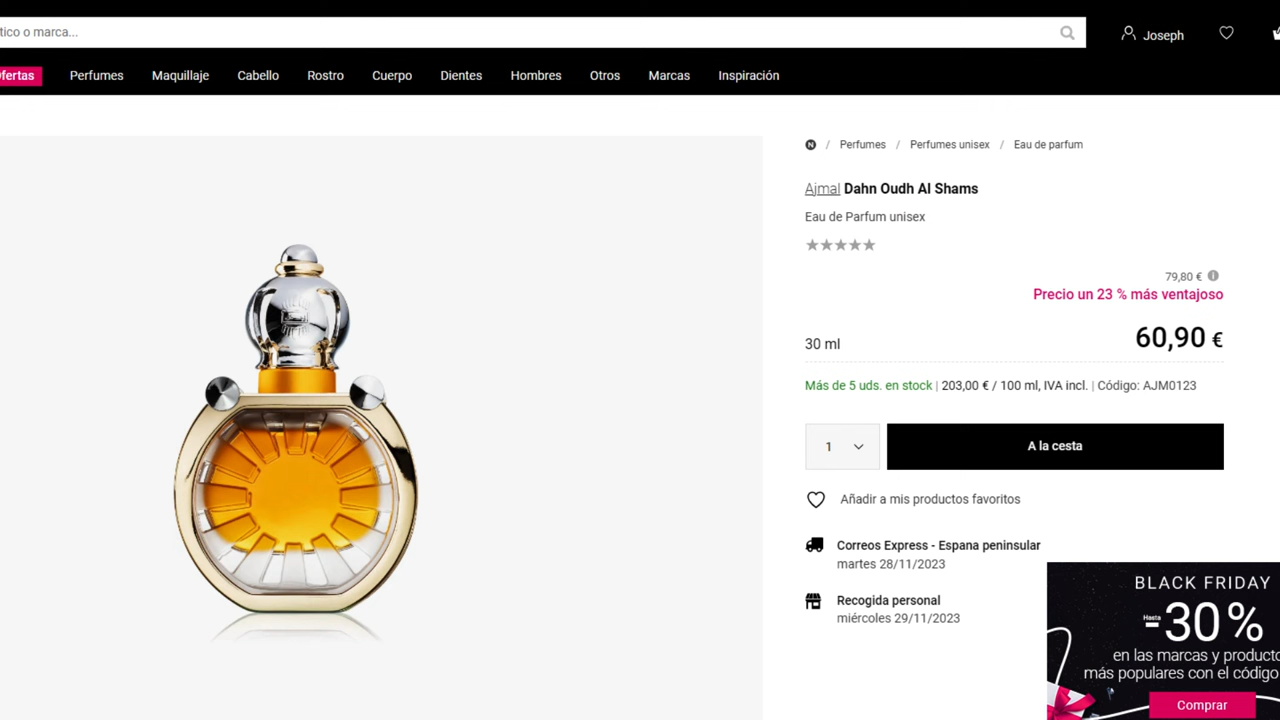 tico o marca...
Joseph
fertas Perfumes Maquillaje Cabello Rostro Cuerpo Dientes Hombres Otros Marcas Inspiración
N / Perfumes / Perfumes unisex / Eau de parfum
Ajmal Dahn Oudh Al Shams
Eau de Parfum unisex
79,80 €
Precio un 23 % más ventajoso
30 ml
60,90 €
Más de 5 uds. en stock | 203,00 € / 100 ml, IVA incl. | Código: AJM0123
1
A la cesta
Añadir a mis productos favoritos
Correos Express - Espana peninsular
martes 28/11/2023
Recogida personal
miércoles 29/11/2023
BLACK FRIDAY
Hasta
-30%
en las marcas y producto
más populares con el código
Comprar